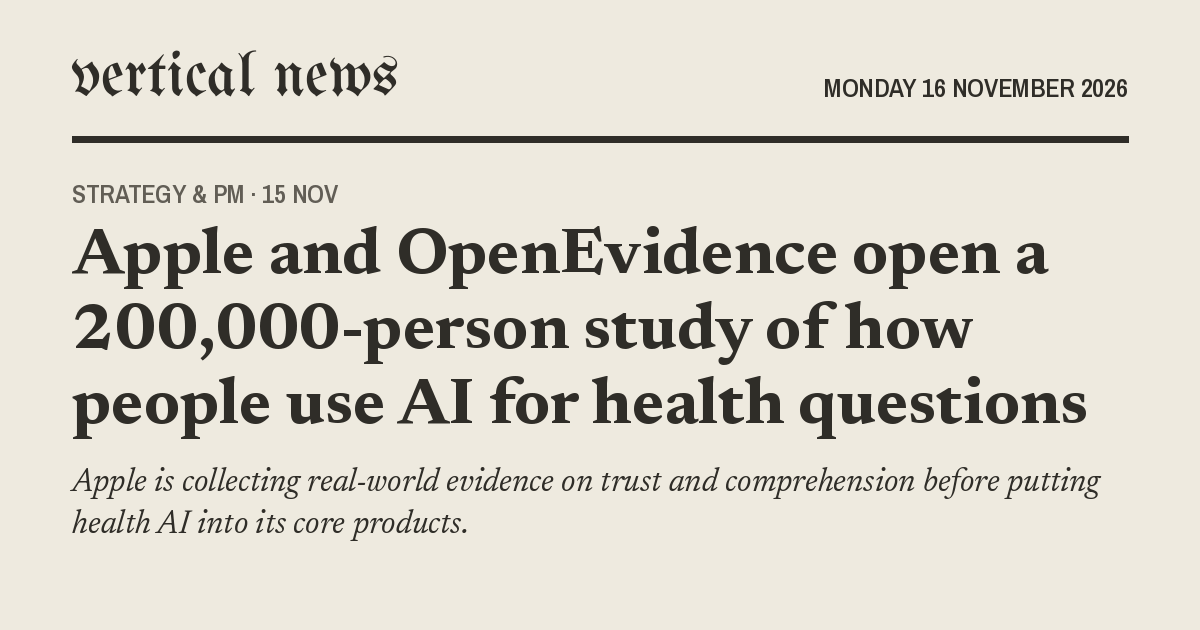 vertical news
MONDAY 16 NOVEMBER 2026
STRATEGY & PM · 15 NOV
Apple and OpenEvidence open a
200,000-person study of how
people use AI for health questions
Apple is collecting real-world evidence on trust and comprehension before putting
health AI into its core products.